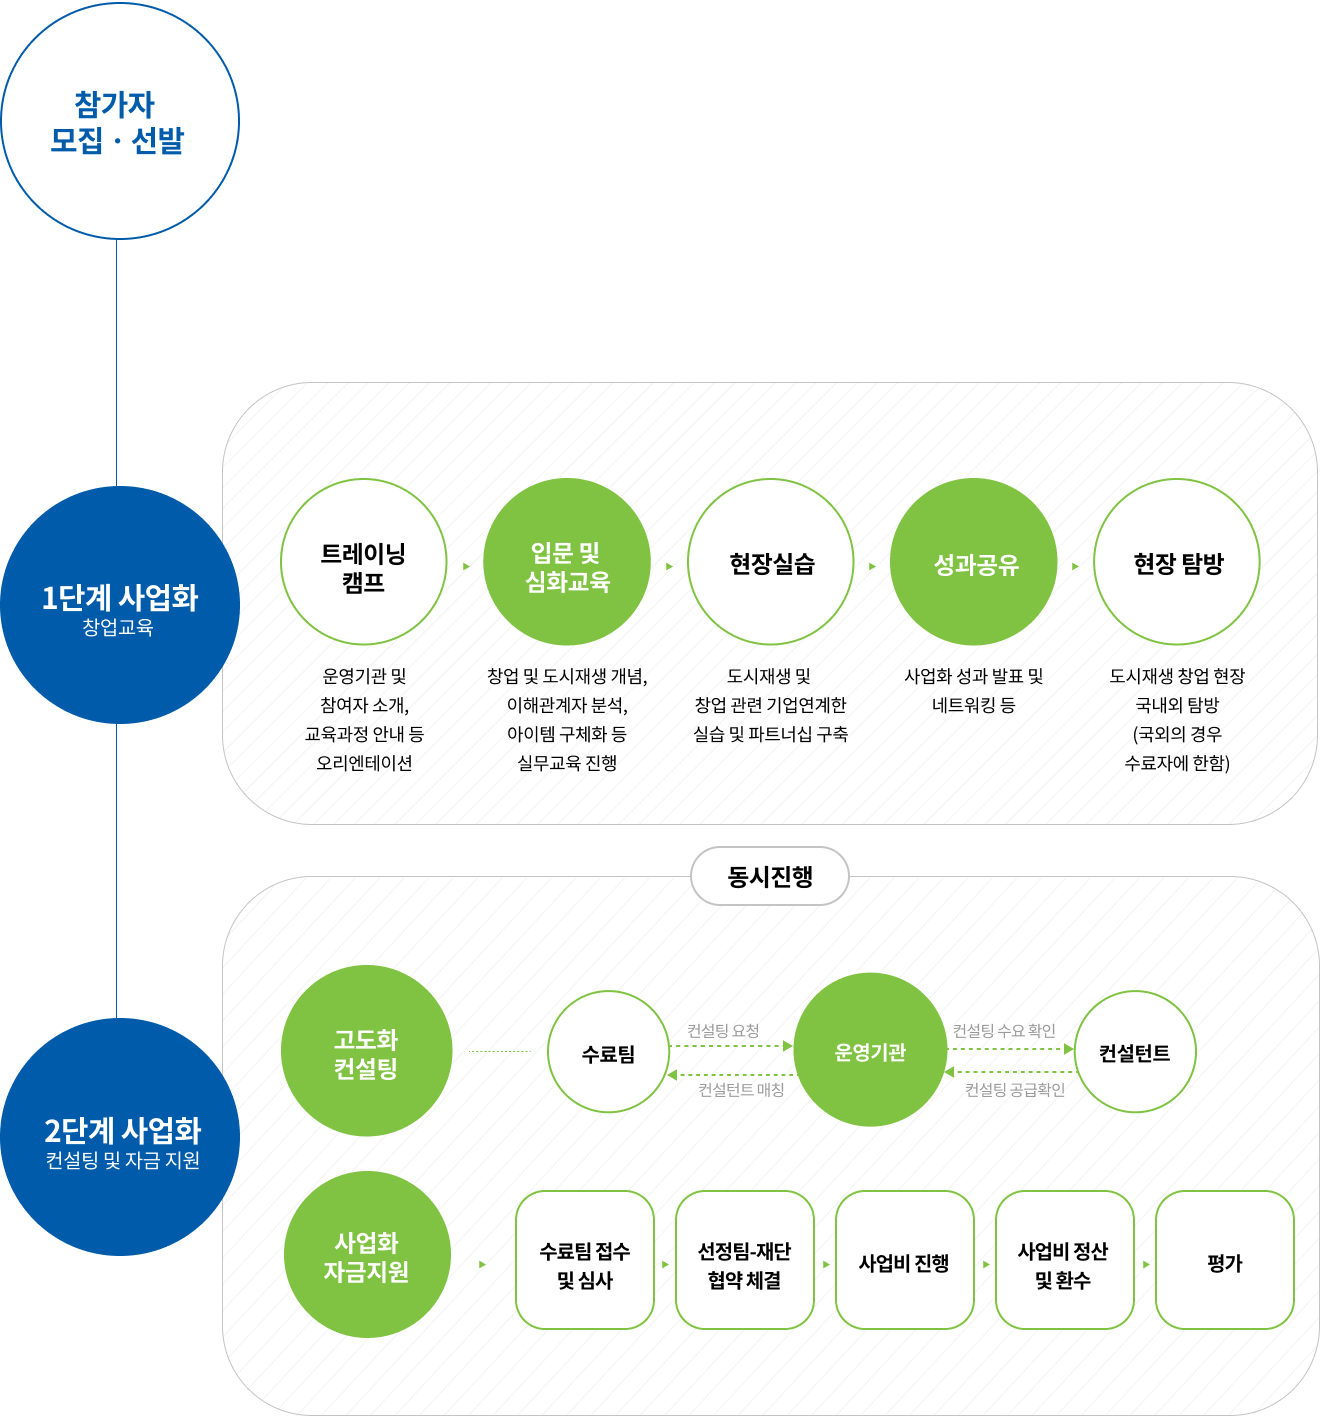 참가자
모집 · 선발
1단계 사업화
창업교육
트레이닝
캠프
운영기관 및
참여자 소개,
교육과정 안내 등
오리엔테이션
입문 및
심화교육
창업 및 도시재생 개념,
이해관계자 분석,
아이템 구체화 등
실무교육 진행
현장실습
도시재생 및
창업 관련 기업연계한
실습 및 파트너십 구축
성과공유
사업화 성과 발표 및
네트워킹 등
현장 탐방
도시재생 창업 현장
국내외 탐방
(국외의 경우
수료자에 한함)
2단계 사업화
컨설팅 및 자금 지원
동시진행
고도화
컨설팅
수료팀
컨설팅 요청
컨설턴트 매칭
운영기관
컨설팅 수요 확인
컨설팅 공급확인
컨설턴트
사업화
자금지원
수료팀 접수
및 심사
선정팀-재단
협약 체결
사업비 진행
사업비 정산
및 환수
평가